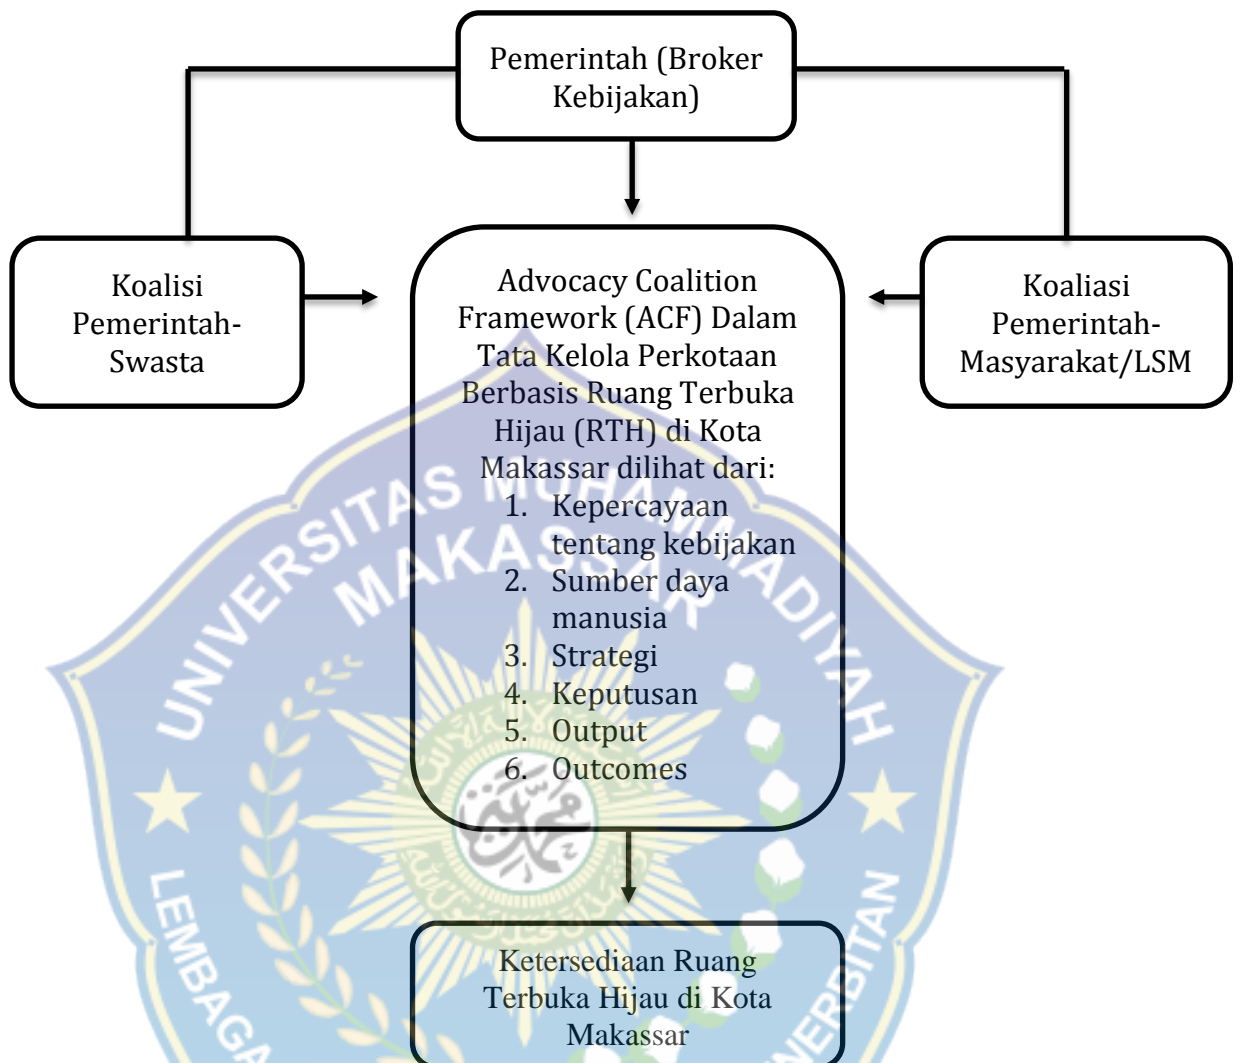 Pemerintah (Broker
Kebijakan)
Koalisi
Pemerintah-
Swasta
Advocacy Coalition
Framework (ACF) Dalam
Tata Kelola Perkotaan
Berbasis Ruang Terbuka
Hijau (RTH) di Kota
Makassar dilihat dari:
1. Kepercayaan
tentang kebijakan
2. Sumber daya
manusia
3. Strategi
4. Keputusan
5. Output
6. Outcomes
Koaliasi
Pemerintah-
Masyarakat/LSM
Ketersediaan Ruang
Terbuka Hijau di Kota
Makassar
UNIVERSITAS MUHAMMADIYAH
MAKASSAR
LEMBAGA
NERBITAN